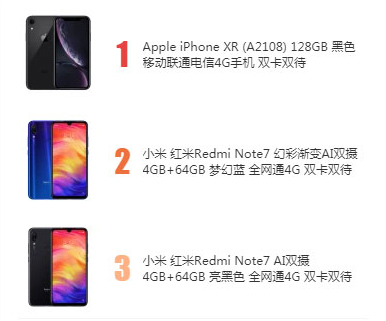 1
Apple iPhone XR (A2108) 128GB 黑色
移动联通电信4G手机 双卡双待
2
小米 红米Redmi Note7 幻彩渐变AI双摄
4GB+64GB 梦幻蓝 全网通4G 双卡双待
3
小米 红米Redmi Note7 AI双摄
4GB+64GB 亮黑色 全网通4G 双卡双待